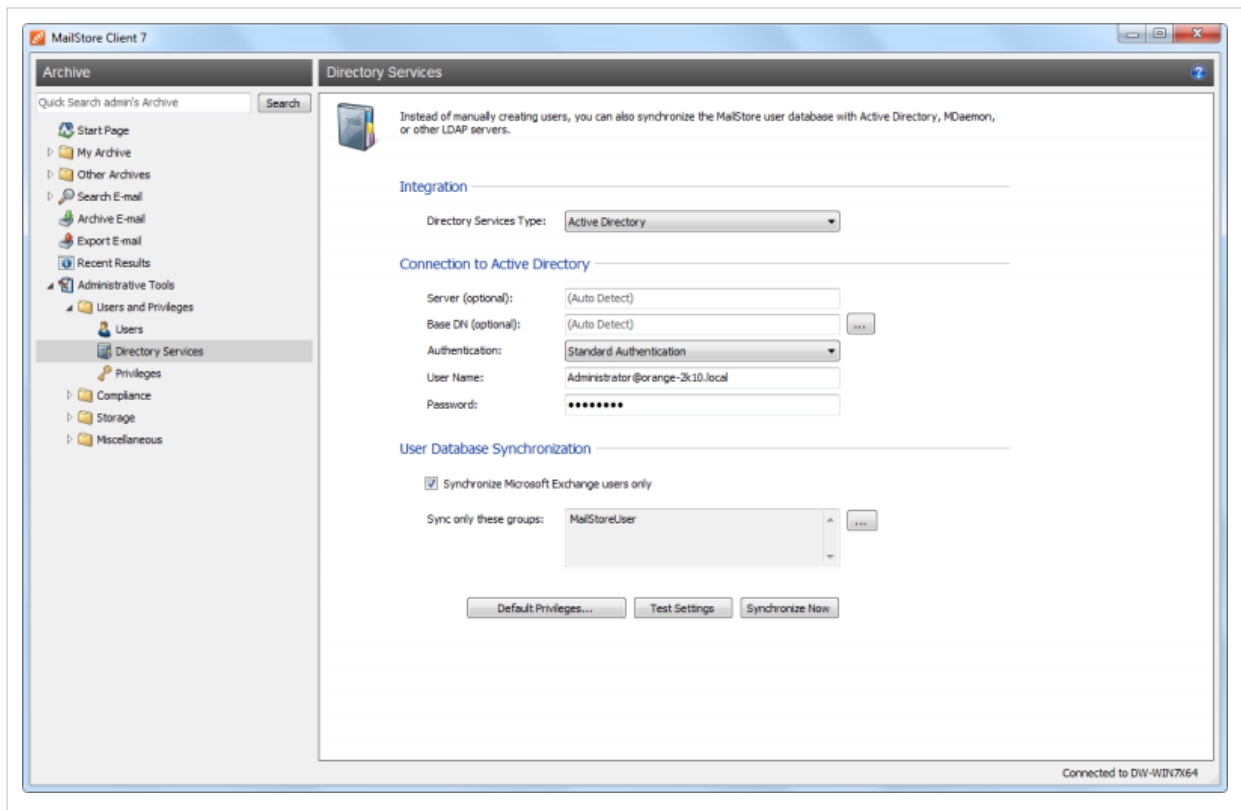 MailStore Client 7
Archive
Quick Search admin's Archive
Search
Start Page
My Archive
Other Archives
Search E-mail
Archive E-mail
Export E-mail
Recent Results
Administrative Tools
Users and Privileges
Users
Directory Services
Privileges
Compliance
Storage
Miscellaneous
Directory Services
Instead of manually creating users, you can also synchronize the MailStore user database with Active Directory, MDaemon,
or other LDAP servers.
Integration
Directory Services Type: Active Directory
Connection to Active Directory
Server (optional): (Auto Detect)
Base DN (optional): (Auto Detect) ...
Authentication: Standard Authentication
User Name: Administrator@orange-2k10.local
Password: ••••••••
User Database Synchronization
Synchronize Microsoft Exchange users only
Sync only these groups: MailStoreUser ...
Default Privileges... Test Settings Synchronize Now
Connected to DW-WIN7X64